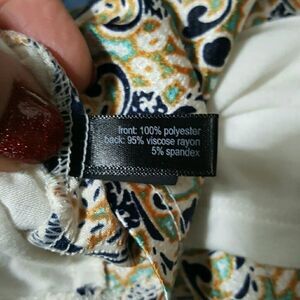 front: 100% polyester
back: 95% viscose rayon
5% spandex